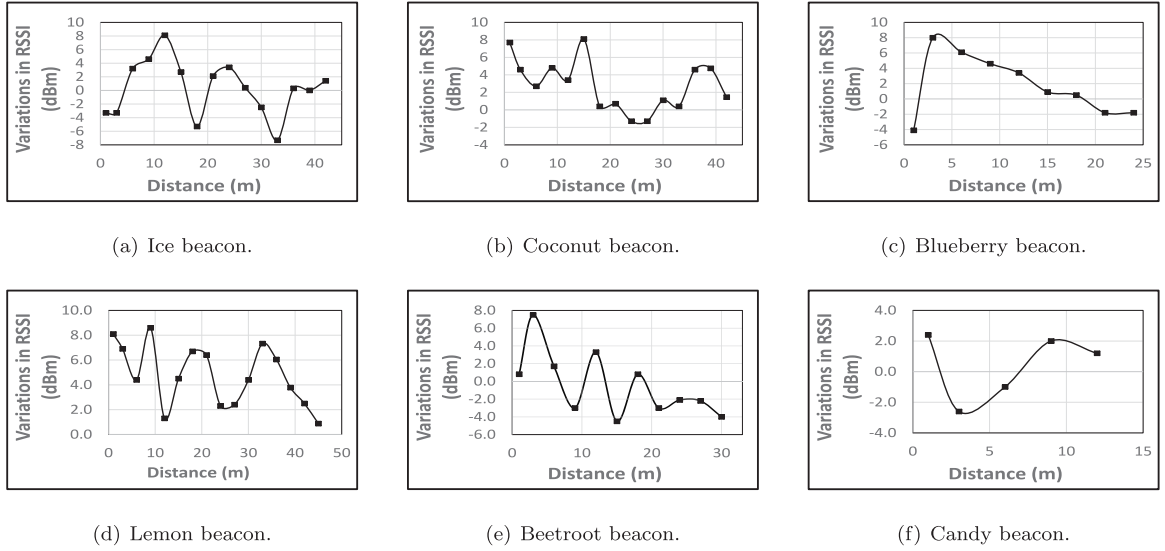 Variations in RSSI
(dBm)
10
8
6
4
2
0
-2
-4
-6
-8
0 10 20 30 40
Distance (m)
(a) Ice beacon.
Variations in RSSI
(dBm)
10
8
6
4
2
0
-2
-4
0 10 20 30 40
Distance (m)
(b) Coconut beacon.
Variations in RSSI
(dBm)
10
8
6
4
2
0
-2
-4
-6
0 5 10 15 20 25
Distance (m)
(c) Blueberry beacon.
Variations in RSSI
(dBm)
10.0
8.0
6.0
4.0
2.0
0.0
0 10 20 30 40 50
Distance (m)
(d) Lemon beacon.
Variations in RSSI
(dBm)
8.0
6.0
4.0
2.0
0.0
-2.0
-4.0
-6.0
0 10 20 30
Distance (m)
(e) Beetroot beacon.
Variations in RSSI
(dBm)
4.0
2.0
0.0
-2.0
-4.0
0 5 10 15
Distance (m)
(f) Candy beacon.